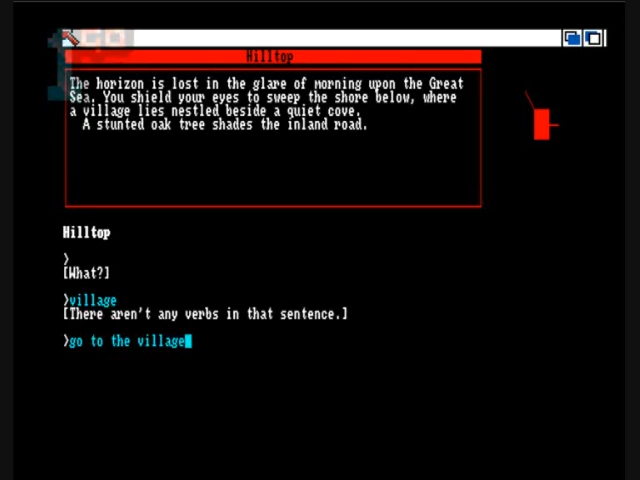 Hilltop
The horizon is lost in the glare of morning upon the Great
Sea. You shield your eyes to sweep the shore below, where
a village lies nestled beside a quiet cove.
A stunted oak tree shades the inland road.
Hilltop
>
[What?]
>village
[There aren't any verbs in that sentence.]
>go to the village